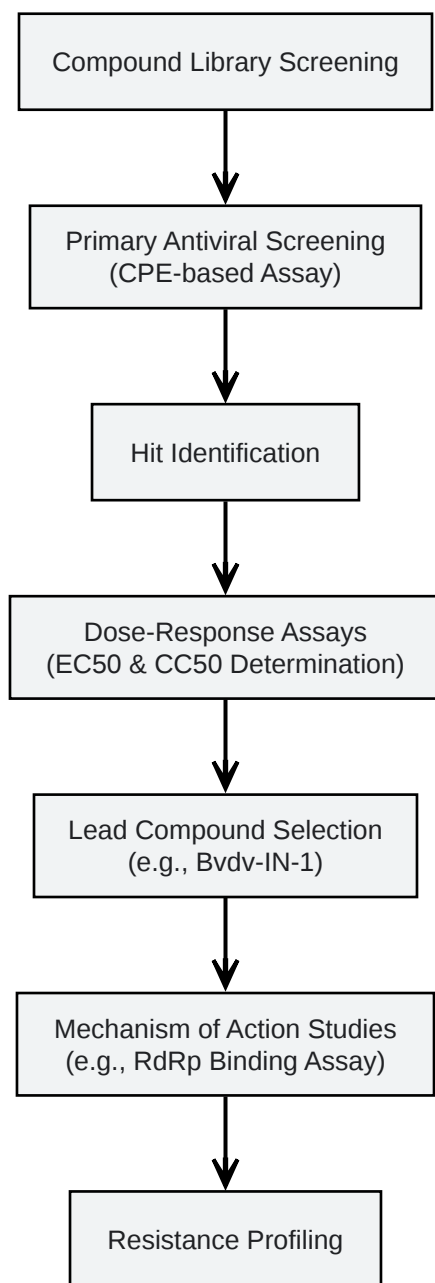 Compound Library Screening
Primary Antiviral Screening
(CPE-based Assay)
Hit Identification
Dose-Response Assays
(EC50 & CC50 Determination)
Lead Compound Selection
(e.g., Bvdv-IN-1)
Mechanism of Action Studies
(e.g., RdRp Binding Assay)
Resistance Profiling